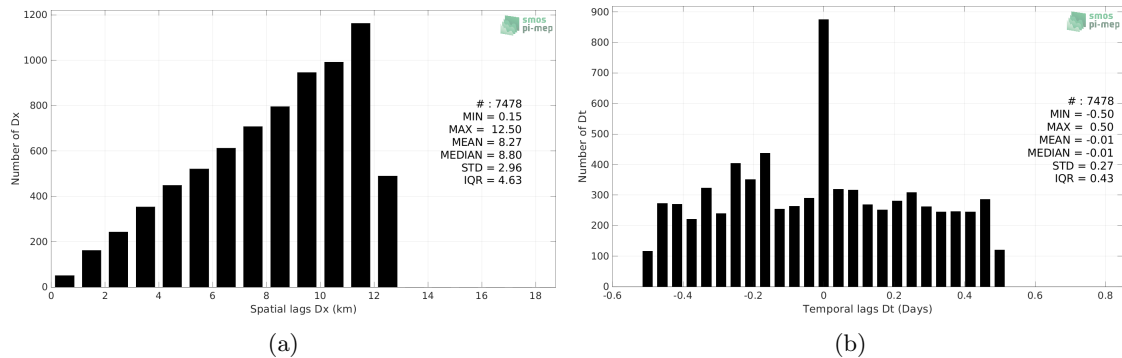 smos
pi-mep
1200
1000
800
600
400
200
0
Number of Dx
# : 7478
MIN = 0.15
MAX = 12.50
MEAN = 8.27
MEDIAN = 8.80
STD = 2.96
IQR = 4.63
0 2 4 6 8 10 12 14 16 18
Spatial lags Dx (km)
(a)
smos
pi-mep
900
800
700
600
500
400
300
200
100
0
Number of Dt
# : 7478
MIN = -0.50
MAX = 0.50
MEAN = -0.01
MEDIAN = -0.01
STD = 0.27
IQR = 0.43
-0.6 -0.4 -0.2 0 0.2 0.4 0.6 0.8
Temporal lags Dt (Days)
(b)